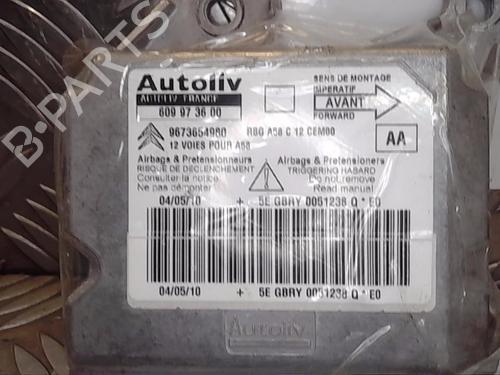 B-PARTS
Autoliv
AUTOLIV FRANCE
609 97 36 00
SENS DE MONTAGE
IMPERATIF
AVANT
FORWARD
9673654980 RBG A58 C 12 CEM00
12 VOIES POUR A58
AA
Airbags & Pretensionneurs
RISQUE DE DECLENCHEMENT
Consulter la notice
Ne pas démonter
Airbags & Pretensioners
TRIGGERING HASARD
Do not remove
Read manual
04/05/10 + 5E GBRY 0051238 Q * E0
04/05/10 + 5E GBRY 0051238 Q * E0
Autoliv